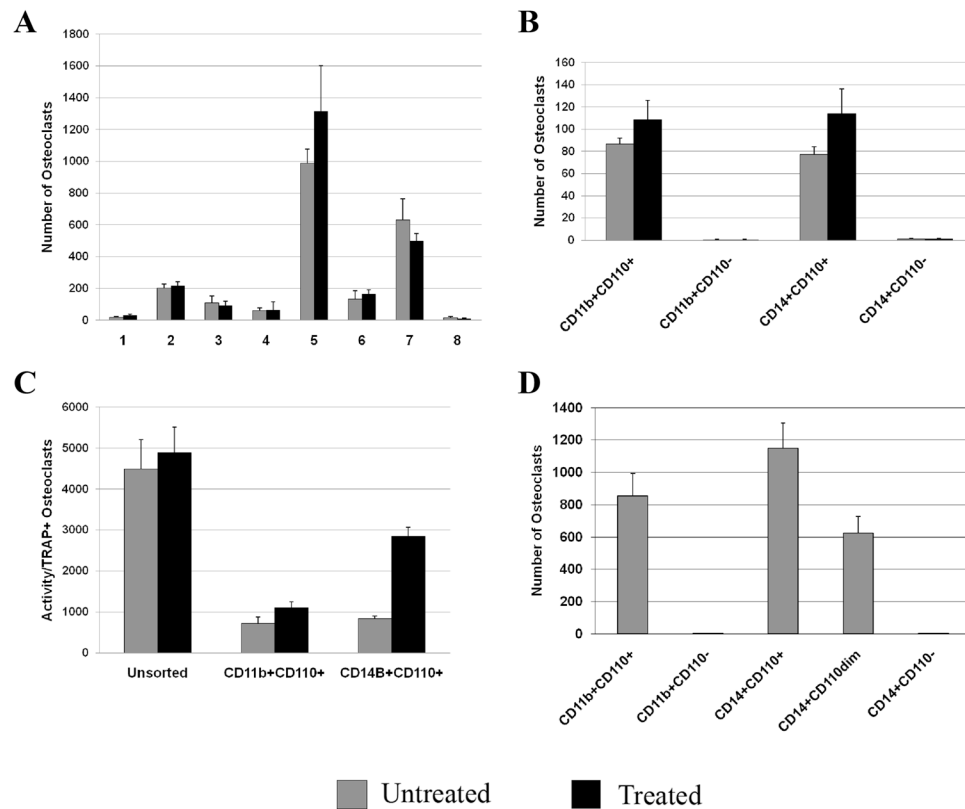 A
Number of Osteoclasts
1800
1600
1400
1200
1000
800
600
400
200
0
1 2 3 4 5 6 7 8
B
Number of Osteoclasts
160
140
120
100
80
60
40
20
0
CD11b+CD110+
CD11b+CD110-
CD14+CD110+
CD14+CD110-
C
Activity/TRAP+ Osteoclasts
6000
5000
4000
3000
2000
1000
0
Unsorted CD11b+CD110+ CD14B+CD110+
D
Number of Osteoclasts
1400
1200
1000
800
600
400
200
0
CD11b+CD110+
CD11b+CD110-
CD14+CD110+
CD14+CD110dim
CD14+CD110-
Untreated Treated